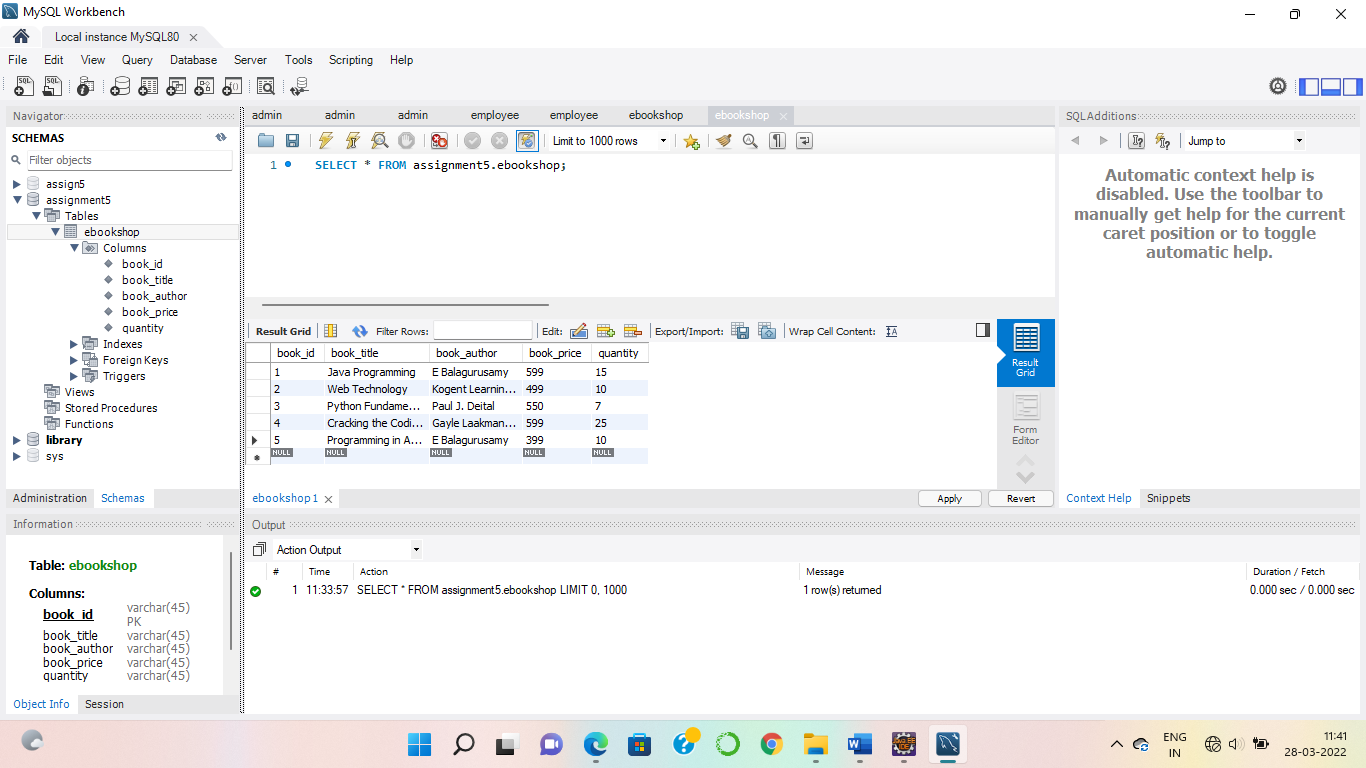 MySQL Workbench
Local instance MySQL80
File Edit View Query Database Server Tools Scripting Help
Navigator
SCHEMAS
Filter objects
assign5
assignment5
Tables
ebookshop
Columns
book_id
book_title
book_author
book_price
quantity
Indexes
Foreign Keys
Triggers
Views
Stored Procedures
Functions
library
sys
Administration Schemas
Information
Table: ebookshop
Columns:
book_id varchar(45) PK
book_title varchar(45)
book_author varchar(45)
book_price varchar(45)
quantity varchar(45)
Object Info Session
admin admin admin employee employee ebookshop ebookshop
Limit to 1000 rows
1 SELECT * FROM assignment5.ebookshop;
Result Grid Filter Rows: Edit: Export/Import: Wrap Cell Content:
book_id book_title book_author book_price quantity
1 Java Programming E Balagurusamy 599 15
2 Web Technology Kogent Learnin... 499 10
3 Python Fundame... Paul J. Deital 550 7
4 Cracking the Codi... Gayle Laakman... 599 25
5 Programming in A... E Balagurusamy 399 10
NULL NULL NULL NULL NULL
Result Grid
Form Editor
ebookshop 1 Apply Revert
SQLAdditions
Jump to
Automatic context help is
disabled. Use the toolbar to
manually get help for the current
caret position or to toggle
automatic help.
Context Help Snippets
Output
Action Output
# Time Action Message Duration / Fetch
1 11:33:57 SELECT * FROM assignment5.ebookshop LIMIT 0, 1000 1 row(s) returned 0.000 sec / 0.000 sec
ENG
IN
11:41
28-03-2022